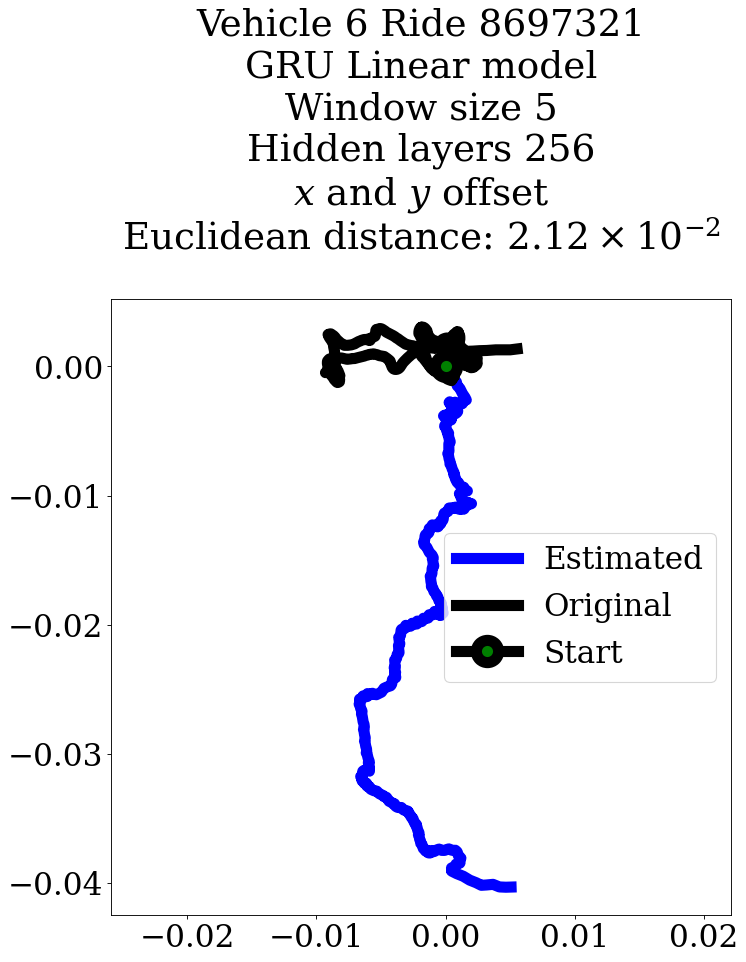 Vehicle 6 Ride 8697321
GRU Linear model
Window size 5
Hidden layers 256
x and y offset
Euclidean distance: 2.12 × 10⁻²
0.00
−0.01
−0.02
−0.03
−0.04
Estimated
Original
Start
−0.02 −0.01 0.00 0.01 0.02